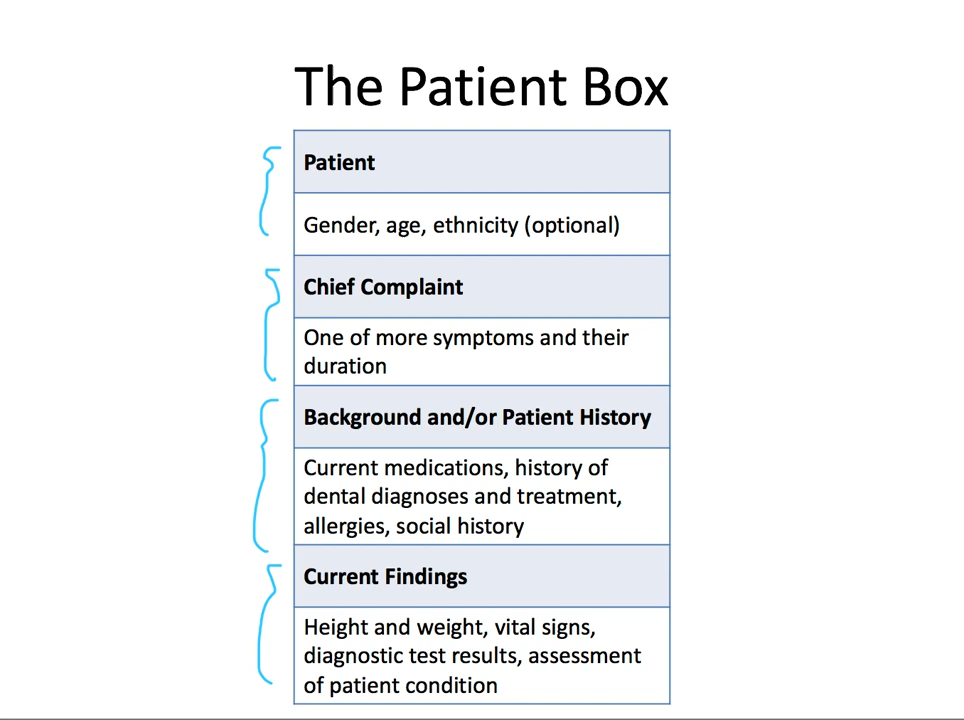 The Patient Box
Patient
Gender, age, ethnicity (optional)
Chief Complaint
One of more symptoms and their
duration
Background and/or Patient History
Current medications, history of
dental diagnoses and treatment,
allergies, social history
Current Findings
Height and weight, vital signs,
diagnostic test results, assessment
of patient condition